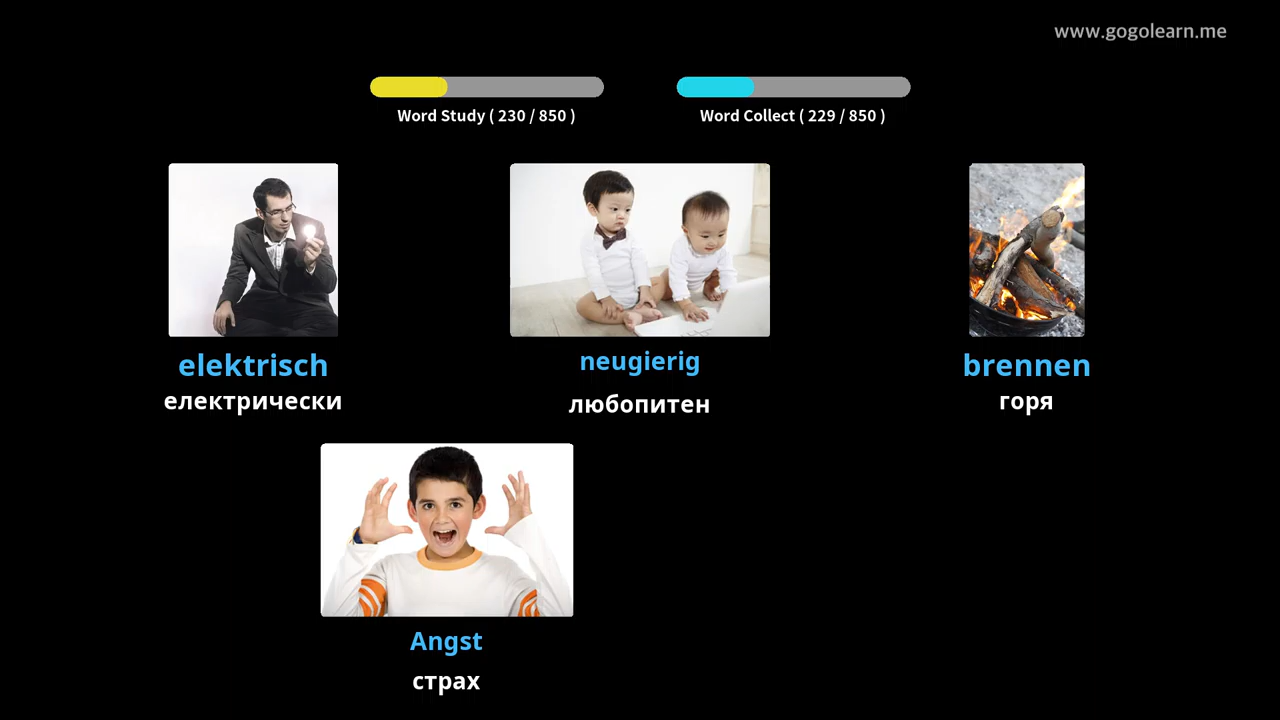 www.gogolearn.me
Word Study ( 230 / 850 )
Word Collect ( 229 / 850 )
elektrisch
електрически
neugierig
любопитен
brennen
горя
Angst
страх